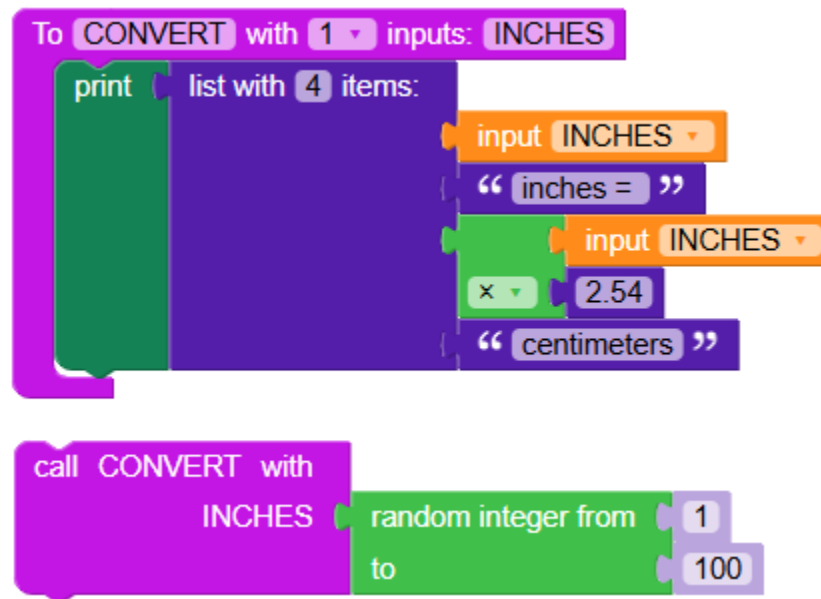 To CONVERT with 1 inputs: INCHES
print list with 4 items:
input INCHES
“ inches = ”
input INCHES
× 2.54
“ centimeters ”
call CONVERT with
INCHES random integer from 1
to 100